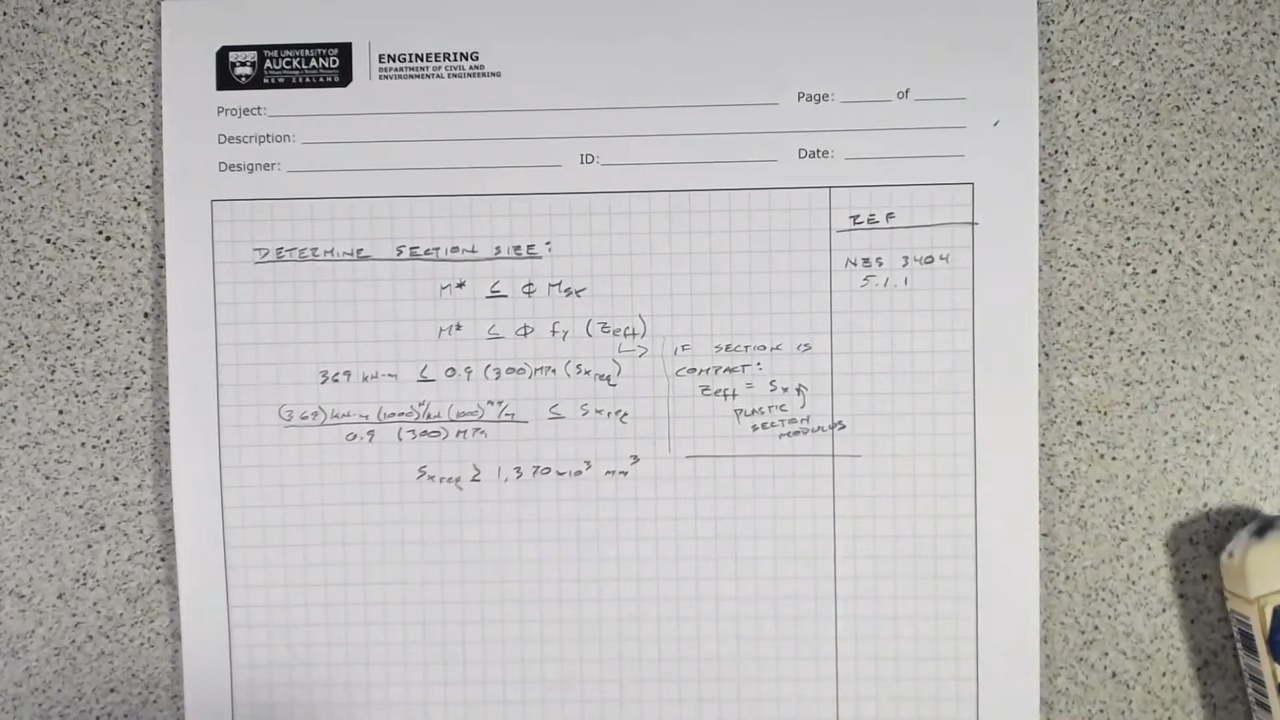 THE UNIVERSITY OF
AUCKLAND
NEW ZEALAND
ENGINEERING
DEPARTMENT OF CIVIL AND
ENVIRONMENTAL ENGINEERING
Project:
Page: of
Description:
Designer: ID: Date:
REF
DETERMINE SECTION SIZE:
NZS 3404
5.1.1
M* ≤ ϕ Msx
M* ≤ ϕ fy (Zeff)
↳ IF SECTION IS
COMPACT:
Zeff = Sx
PLASTIC
SECTION
MODULUS
369 kN-m ≤ 0.9 (300) MPa (Sx req)
(369) kN-m (1000) N/kN (1000) mm/m ≤ Sx req
0.9 (300) MPa
Sx req ≥ 1,370 x10³ mm³